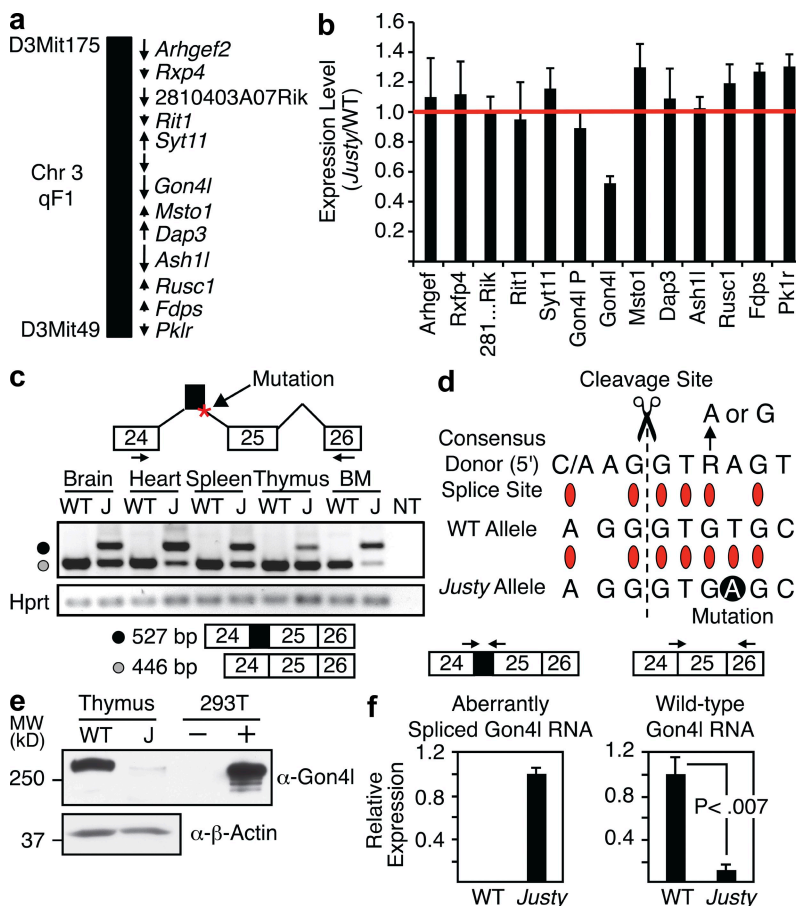 a
D3Mit175
Arhgef2
Rxp4
2810403A07Rik
Rit1
Syt11
Chr 3
qF1
Gon4l
Msto1
Dap3
Ash1l
Rusc1
Fdps
D3Mit49
Pklr
b
Expression Level
(Justy/WT)
1.6
1.4
1.2
1.0
0.8
0.6
0.4
0.2
Arhgef
Rxfp4
281...Rik
Rit1
Syt11
Gon4l P
Gon4l
Msto1
Dap3
Ash1l
Rusc1
Fdps
Pk1r
c
Mutation
24
25
26
Brain Heart Spleen Thymus BM
WT J WT J WT J WT J WT J NT
Hprt
527 bp 24 25 26
446 bp 24 25 26
d
Cleavage Site
A or G
Consensus
Donor (5')
Splice Site
C/A A G G T R A G T
WT Allele A G G G T G T G C
Justy Allele A G G G T G A G C
Mutation
e
Thymus 293T
MW
(kD)
WT J – +
250
α-Gon4l
37
α-β-Actin
f
24 25 26
Aberrantly
Spliced Gon4l RNA
Relative
Expression
1.2
0.8
0.4
WT Justy
24 25 26
Wild-type
Gon4l RNA
1.2
0.8
0.4
P< .007
WT Justy